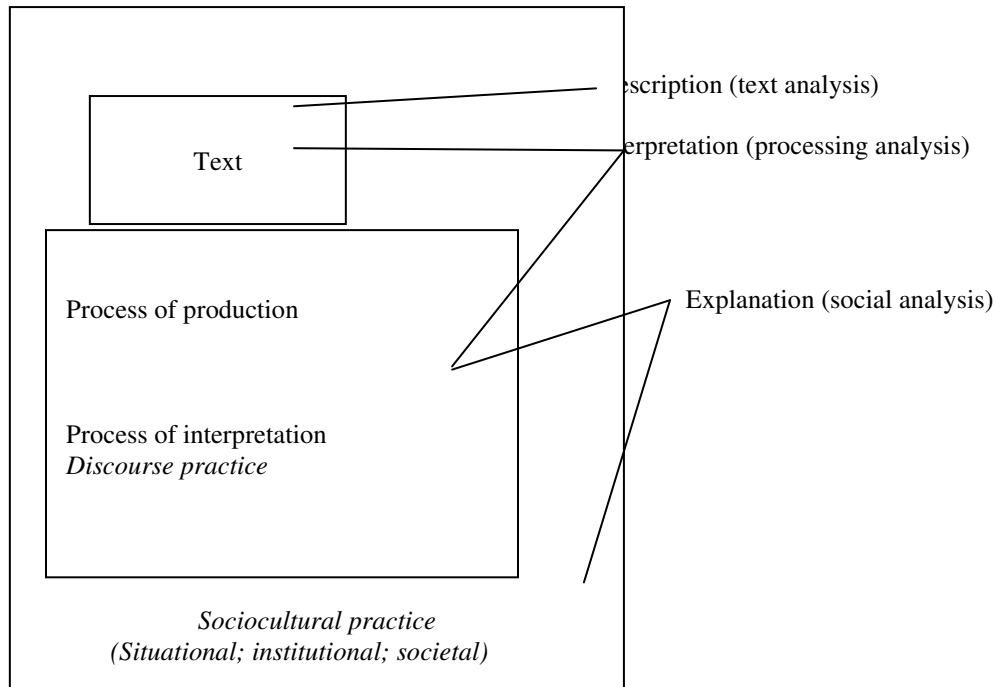 escription (text analysis)
Text
erpretation (processing analysis)
Process of production
Explanation (social analysis)
Process of interpretation
Discourse practice
Sociocultural practice
(Situational; institutional; societal)